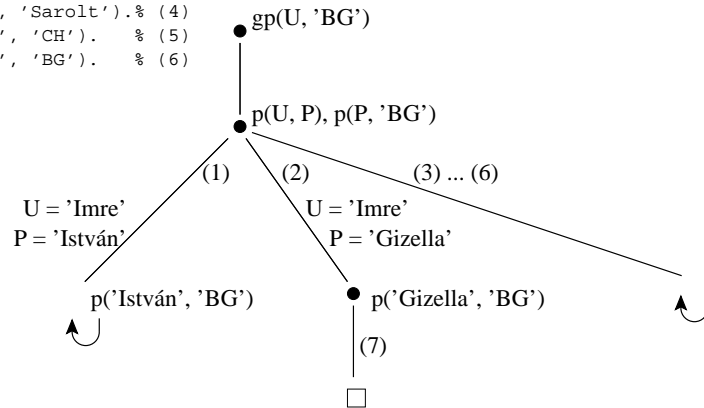 , 'Sarolt').% (4)
', 'CH').   % (5)
', 'BG').   % (6)
gp(U, ’BG’)
p(U, P), p(P, ’BG’)
(1) (2) (3) ... (6)
U = ’Imre’ U = ’Imre’
P = ’István’ P = ’Gizella’
p(’István’, ’BG’) p(’Gizella’, ’BG’)
(7)